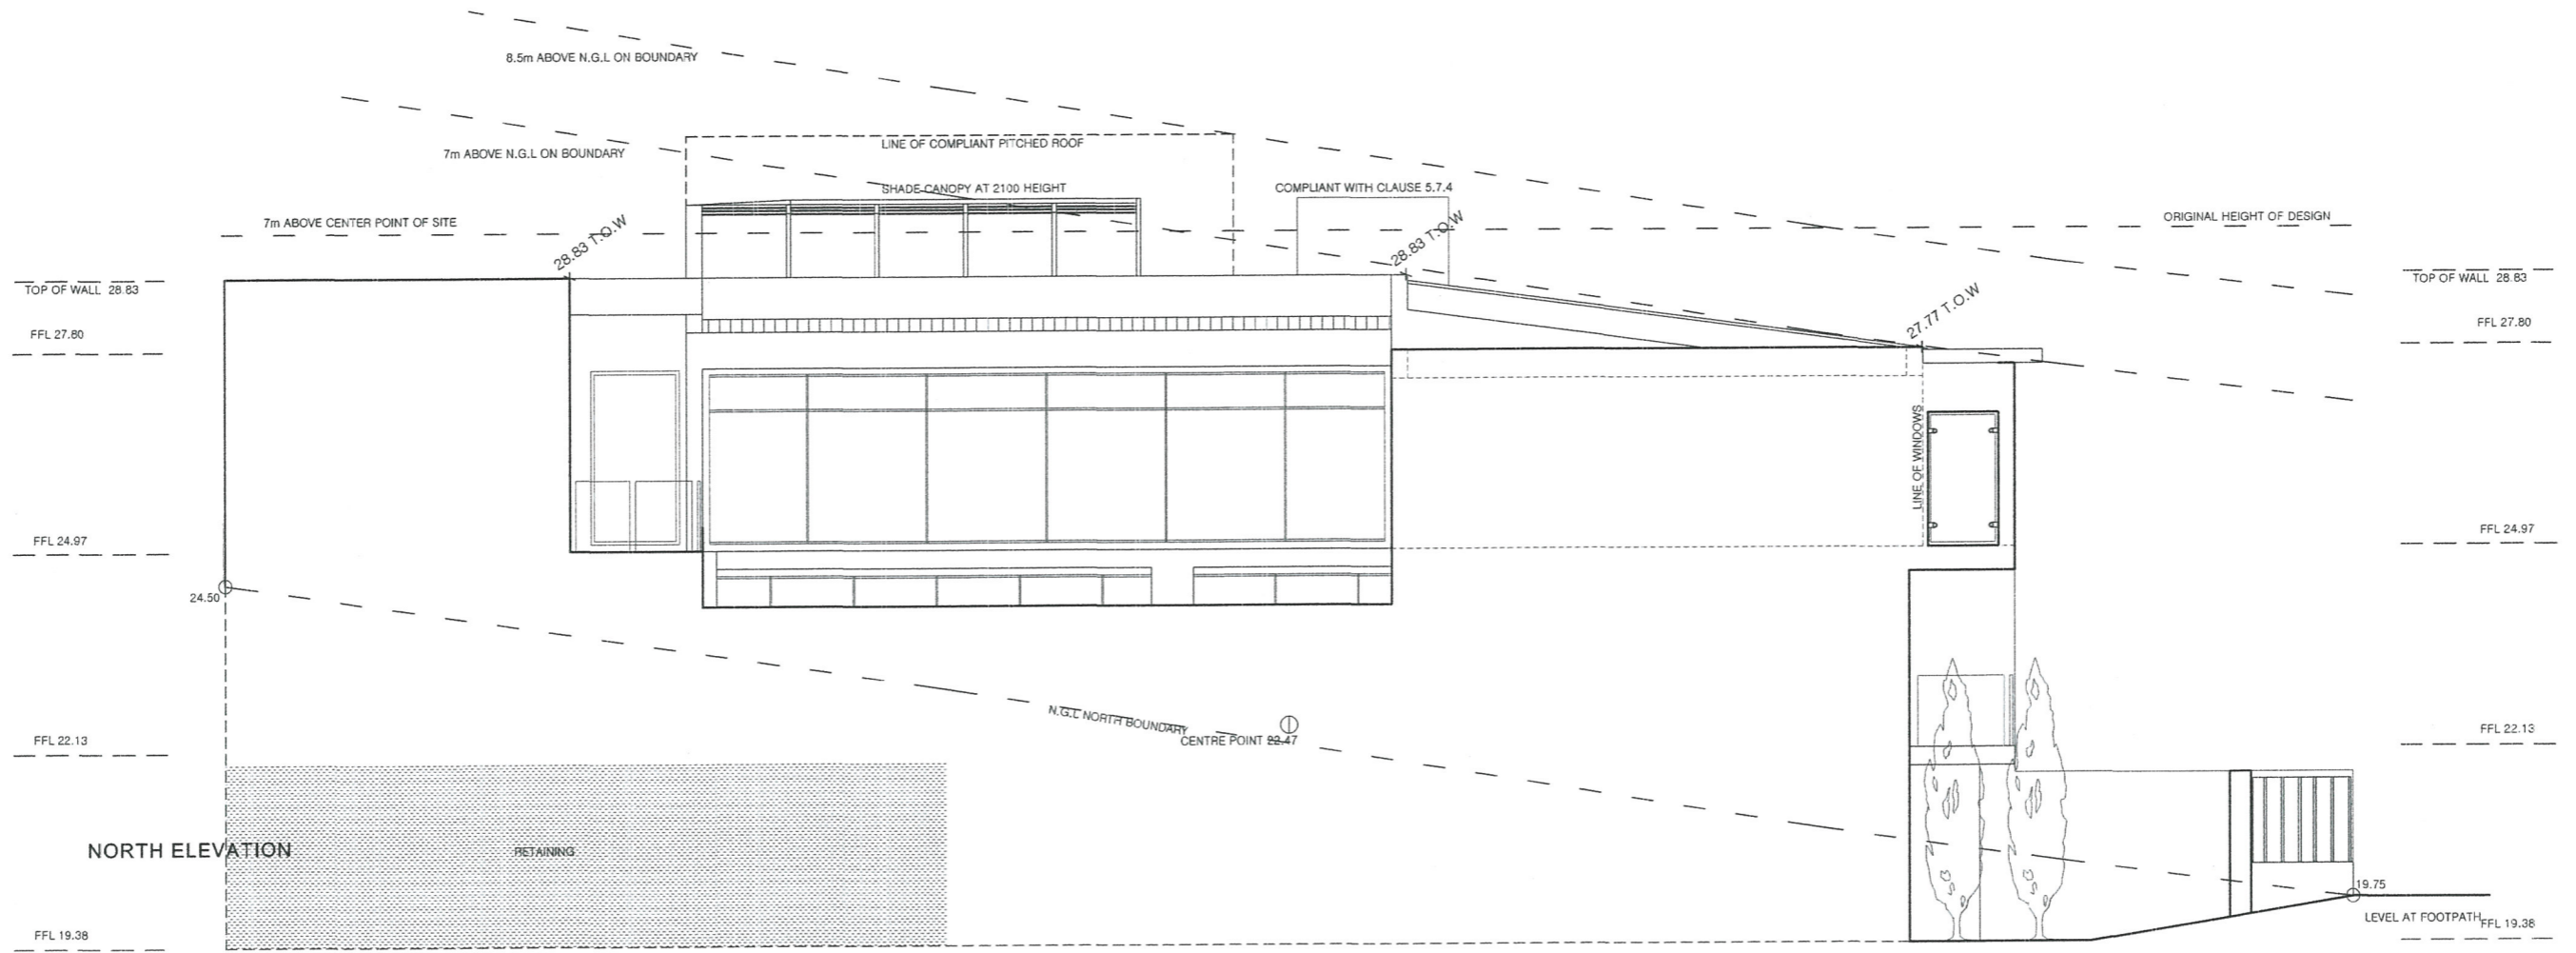 8.5m ABOVE N.G.L ON BOUNDARY
7m ABOVE N.G.L ON BOUNDARY
LINE OF COMPLIANT PITCHED ROOF
SHADE CANOPY AT 2100 HEIGHT
COMPLIANT WITH CLAUSE 5.7.4
7m ABOVE CENTER POINT OF SITE
ORIGINAL HEIGHT OF DESIGN
28.83 T.O.W
28.83 T.O.W
27.77 T.O.W
TOP OF WALL 28.83
TOP OF WALL 28.83
FFL 27.80
FFL 27.80
LINE OF WINDOWS
FFL 24.97
FFL 24.97
24.50
N.G.L NORTH BOUNDARY
CENTRE POINT 22.47
FFL 22.13
FFL 22.13
NORTH ELEVATION
RETAINING
19.75
LEVEL AT FOOTPATH
FFL 19.38
FFL 19.38